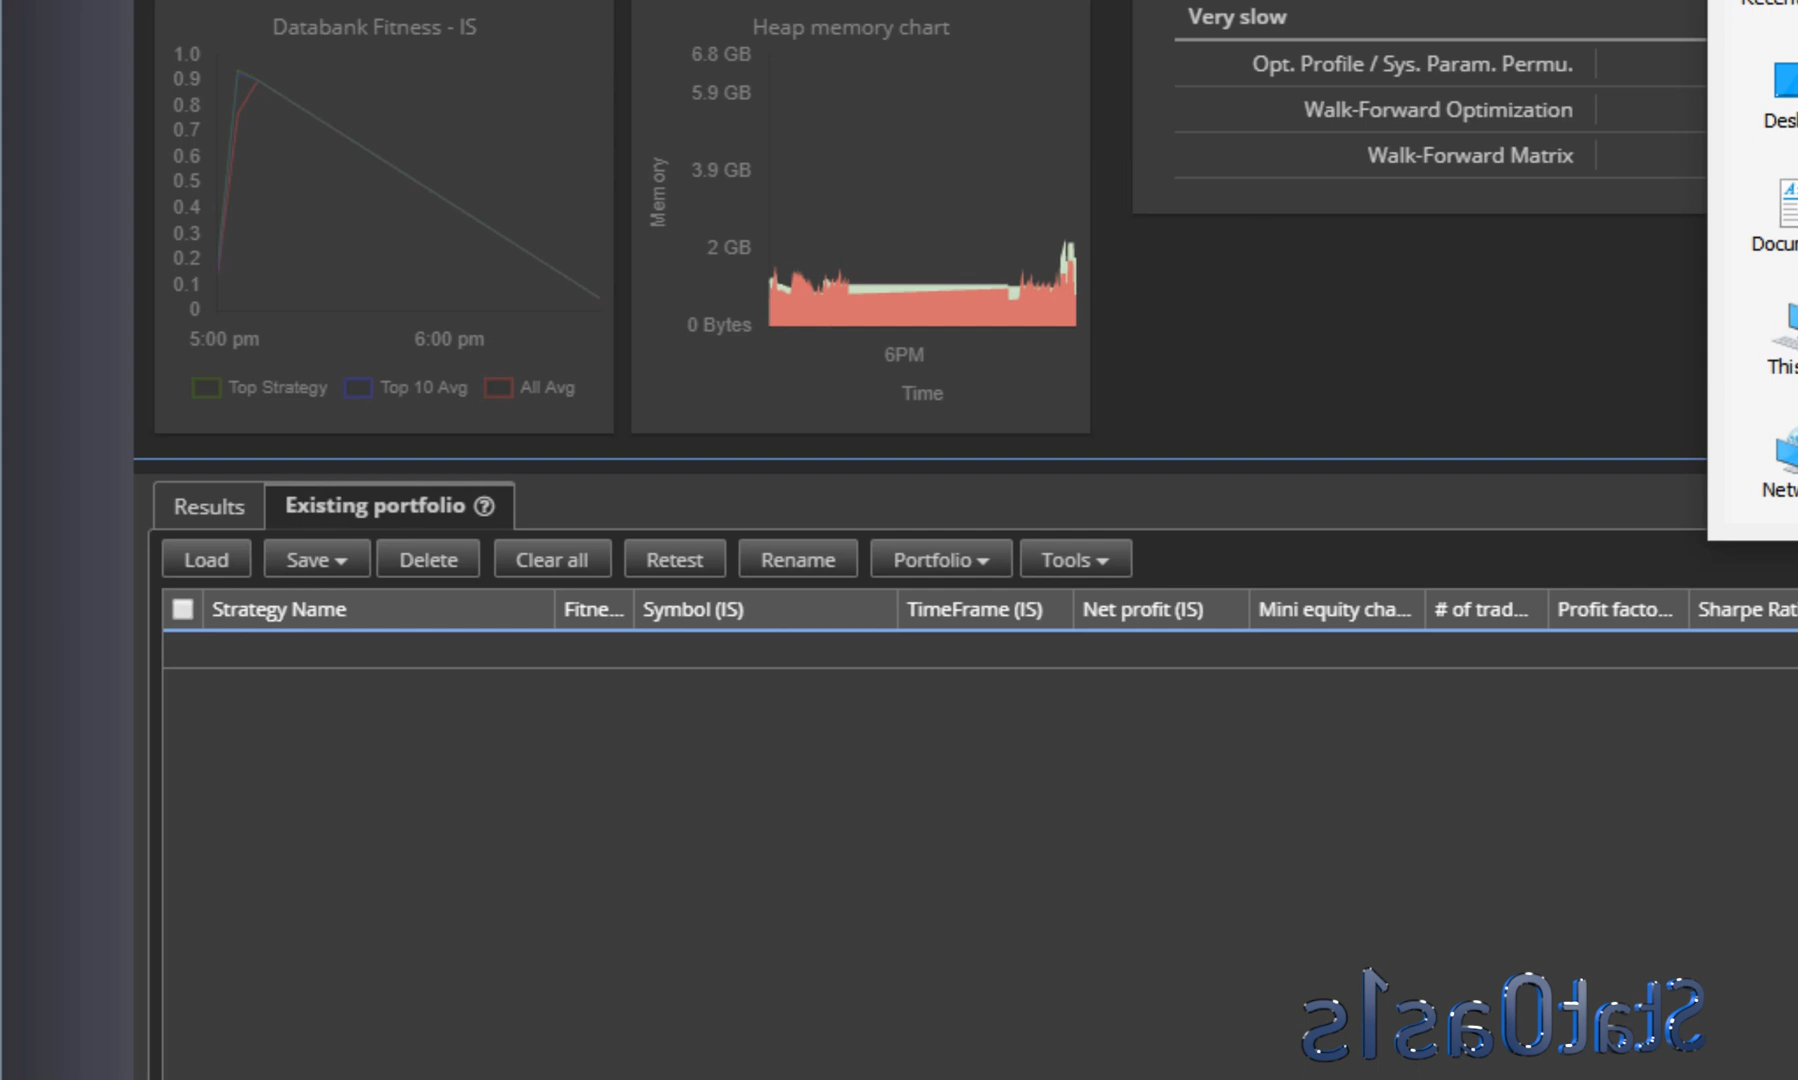 Databank Fitness - IS
1.0
0.9
0.8
0.7
0.6
0.5
0.4
0.3
0.2
0.1
0
5:00 pm
6:00 pm
Top Strategy
Top 10 Avg
All Avg
Heap memory chart
6.8 GB
5.9 GB
3.9 GB
2 GB
0 Bytes
Memory
6PM
Time
Very slow
Opt. Profile / Sys. Param. Permu.
Walk-Forward Optimization
Walk-Forward Matrix
Results
Existing portfolio ?
Load
Save
Delete
Clear all
Retest
Rename
Portfolio
Tools
Strategy Name
Fitne...
Symbol (IS)
TimeFrame (IS)
Net profit (IS)
Mini equity cha...
# of trad...
Profit facto...
Sharpe Rat
StatOas1s